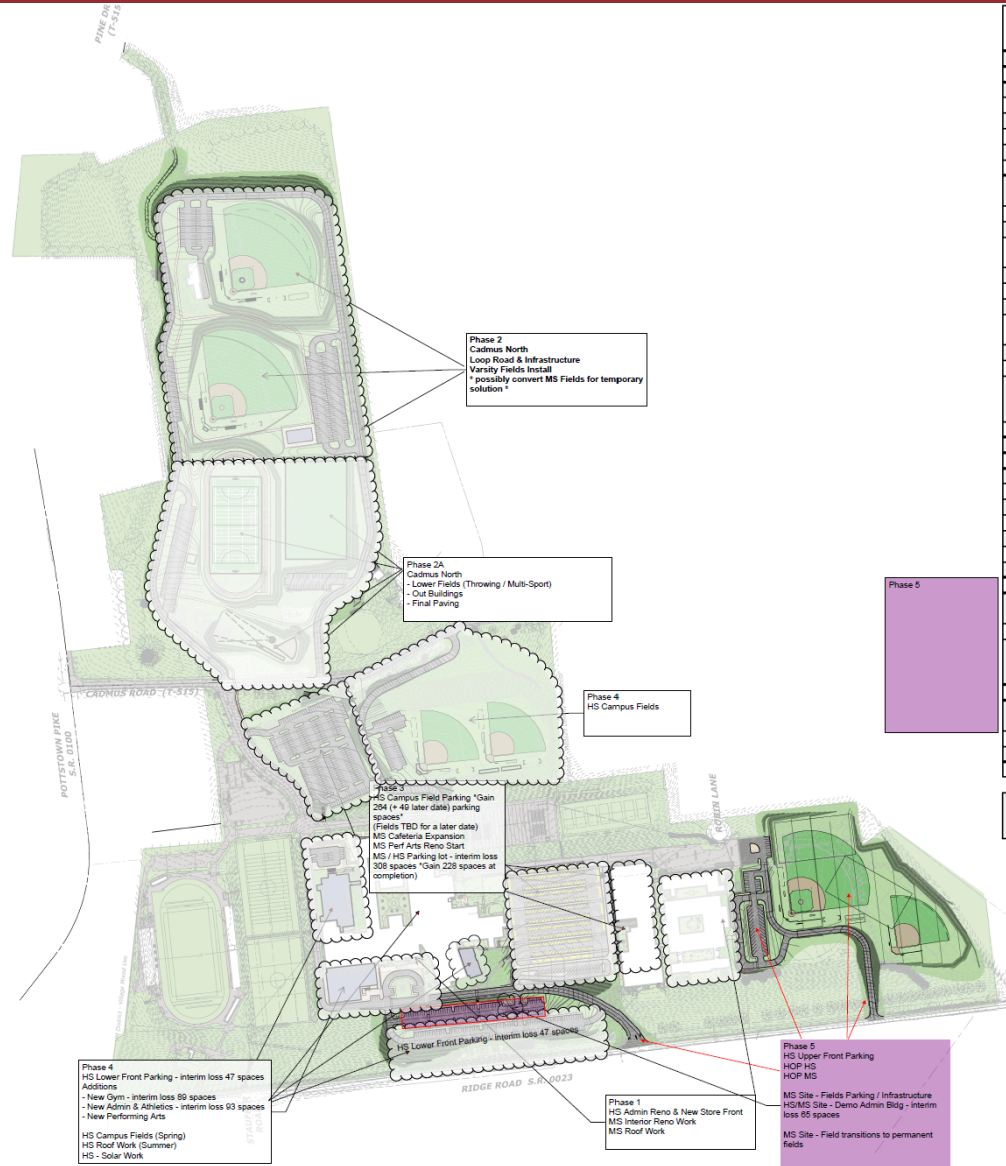 PINE DR
(T-515
Phase 2
Cadmus North
Loop Road & Infrastructure
Varsity Fields Install
* possibly convert MS Fields for temporary
solution *
Phase 2A
Cadmus North
- Lower Fields (Throwing / Multi-Sport)
- Out Buildings
- Final Paving
Phase 5
CADMUS ROAD (T-515)
POTTSTOWN PIKE
S.R. 0100
Phase 4
HS Campus Fields
Phase 3
HS Campus Field Parking *Gain
264 (+ 49 later date) parking
spaces*
(Fields TBD for a later date)
MS Cafeteria Expansion
MS Perf Arts Reno Start
MS / HS Parking lot - interim loss
308 spaces *Gain 228 spaces at
completion)
ROBIN LANE
HS Lower Front Parking - interim loss 47 spaces
RIDGE ROAD S.R. 0023
Phase 4
HS Lower Front Parking - interim loss 47 spaces
Additions
- New Gym - interim loss 89 spaces
- New Admin & Athletics - interim loss 93 spaces
- New Performing Arts
HS Campus Fields (Spring)
HS Roof Work (Summer)
HS - Solar Work
Phase 1
HS Admin Reno & New Store Front
MS Interior Reno Work
MS Roof Work
Phase 5
HS Upper Front Parking
HOP HS
HOP MS
MS Site - Fields Parking / Infrastructure
HS/MS Site - Demo Admin Bldg - interim
loss 65 spaces
MS Site - Field transitions to permanent
fields